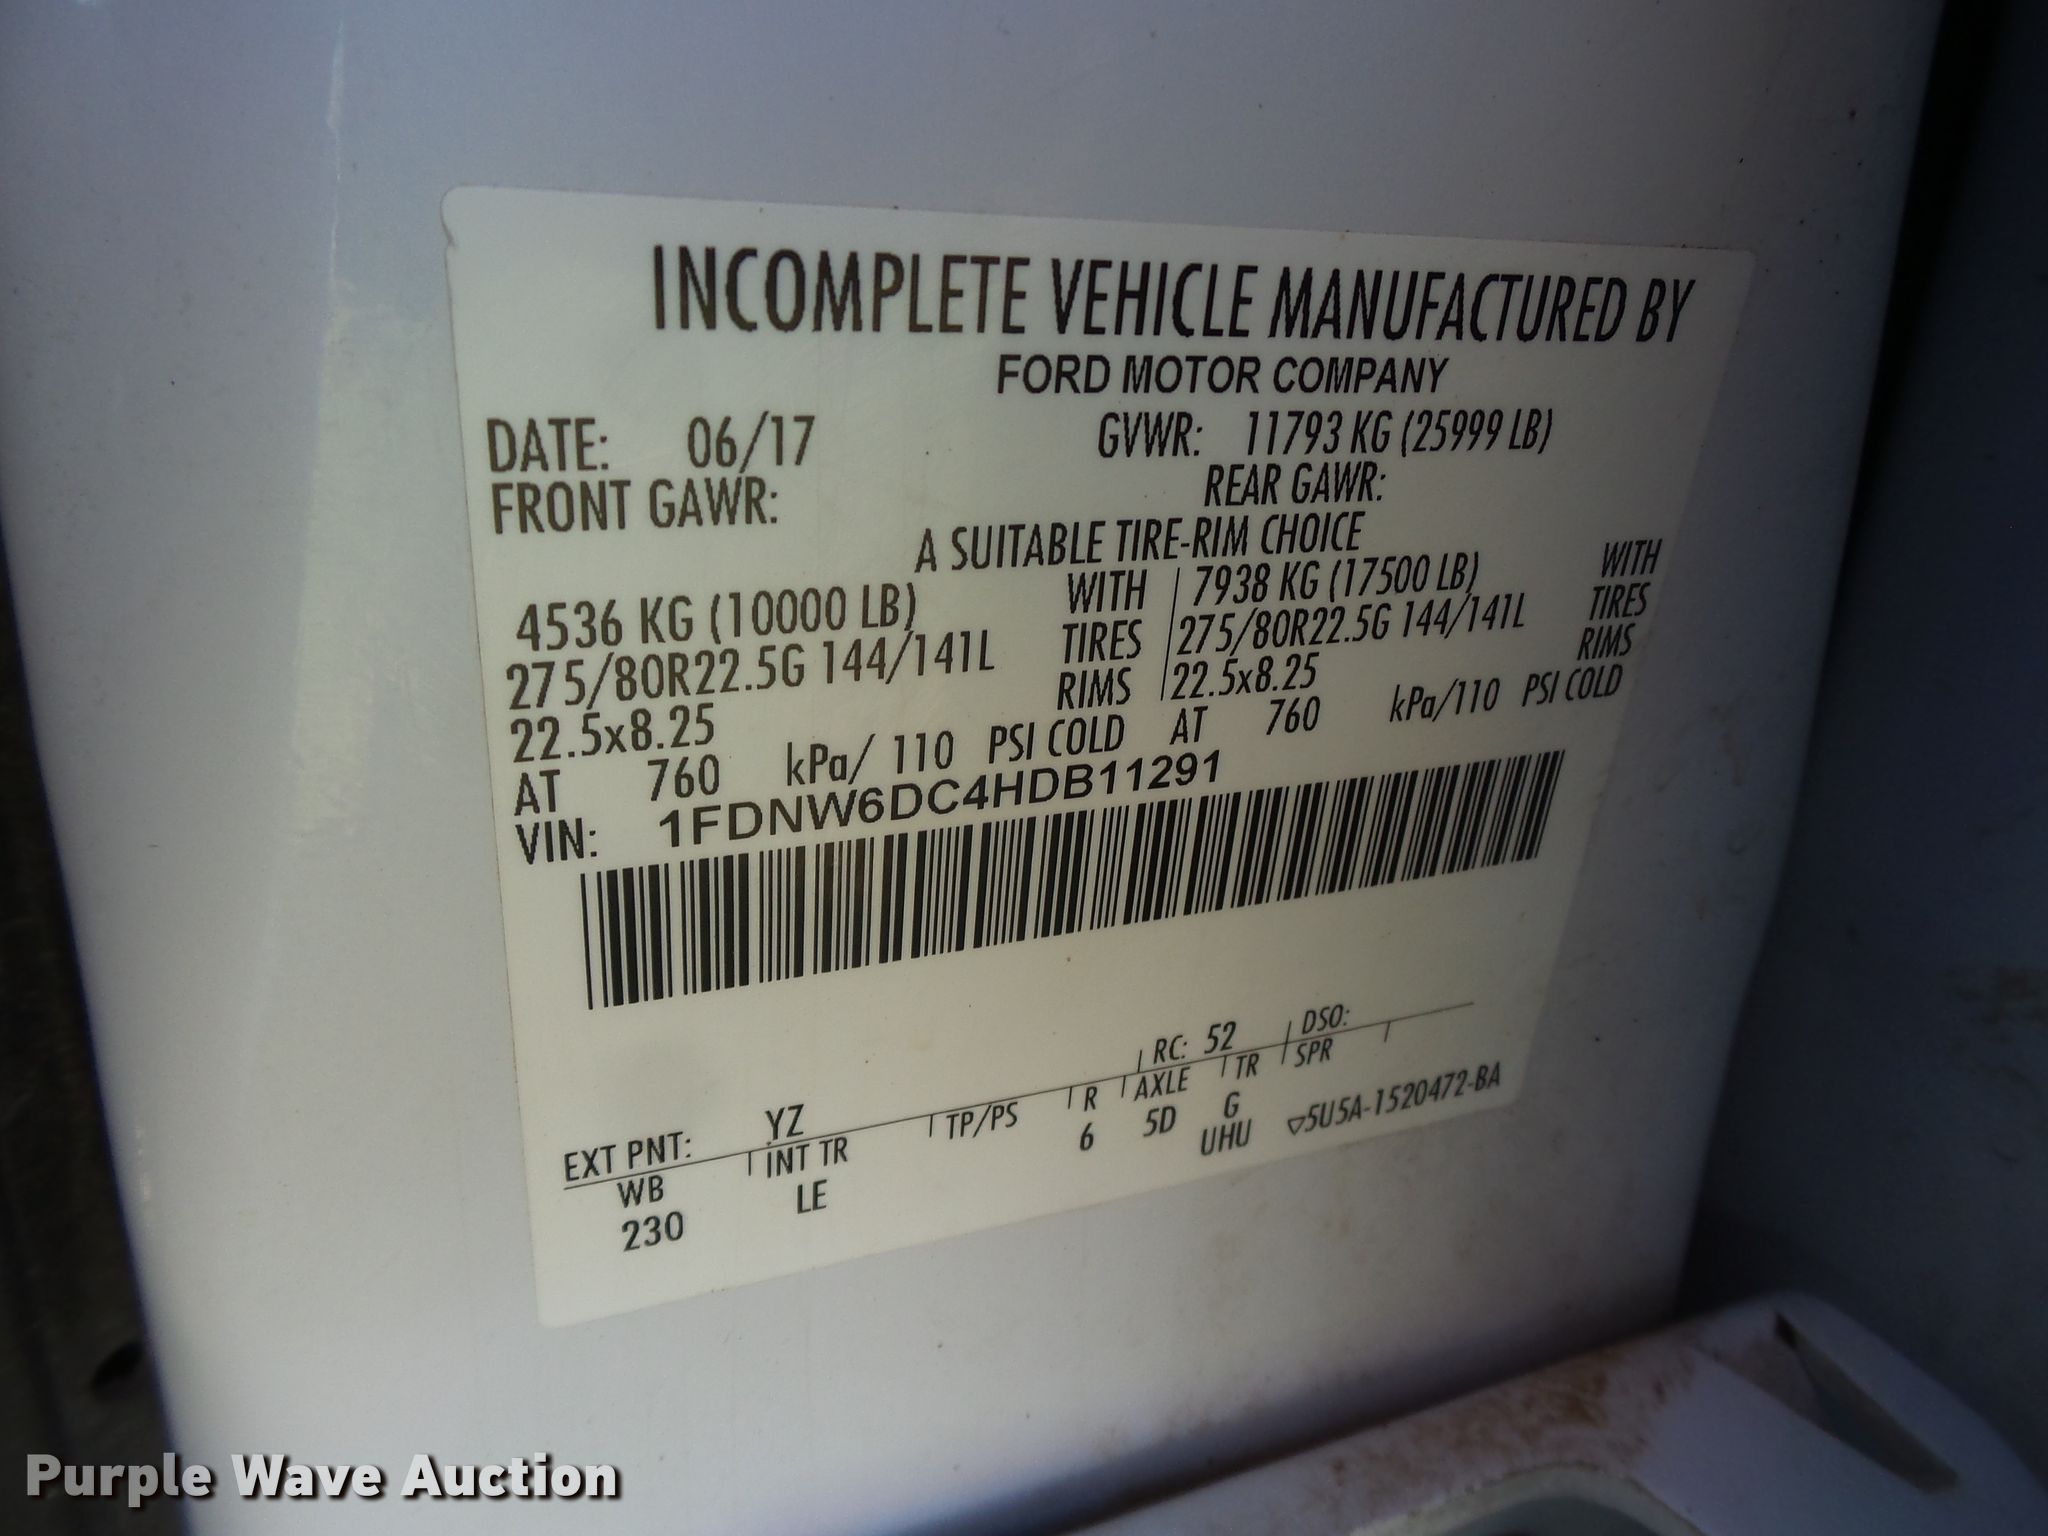 INCOMPLETE VEHICLE MANUFACTURED BY
FORD MOTOR COMPANY
DATE: 06/17 GVWR: 11793 KG (25999 LB)
FRONT GAWR: REAR GAWR:
A SUITABLE TIRE-RIM CHOICE
4536 KG (10000 LB) WITH 7938 KG (17500 LB) WITH
275/80R22.5G 144/141L TIRES 275/80R22.5G 144/141L TIRES
22.5x8.25 RIMS 22.5x8.25 RIMS
AT 760 kPa/ 110 PSI COLD AT 760 kPa/110 PSI COLD
VIN: 1FDNW6DC4HDB11291
EXT PNT: YZ RC: 52 DSO:
WB INT TR TP/PS R AXLE TR SPR
230 LE 6 5D G ▽5U5A-1520472-BA
UHU
Purple Wave Auction